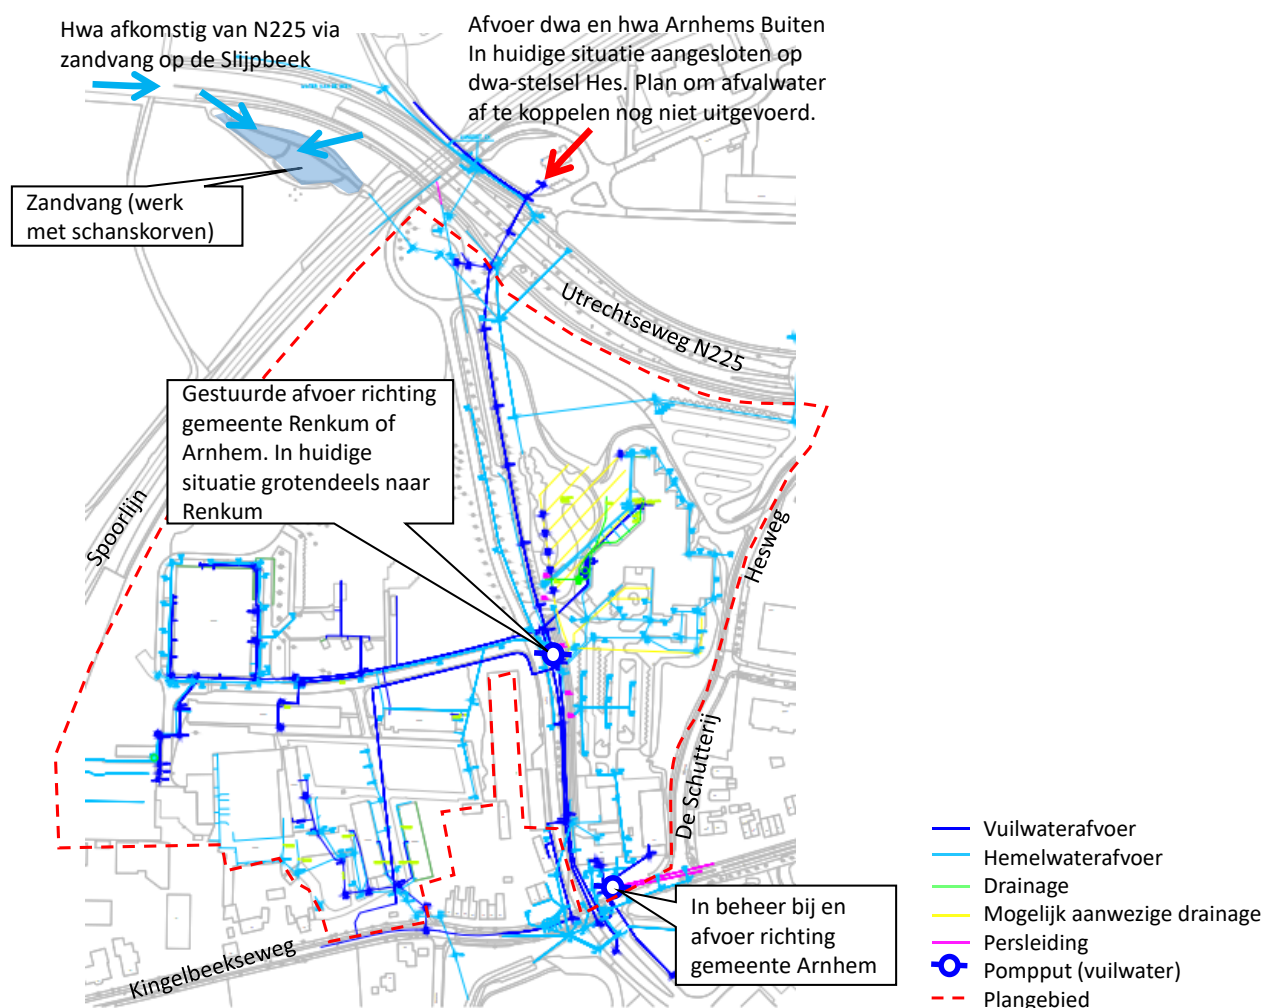 Hwa afkomstig van N225 via
zandvang op de Slijpbeek
Afvoer dwa en hwa Arnhems Buiten
In huidige situatie aangesloten op
dwa-stelsel Hes. Plan om afvalwater
af te koppelen nog niet uitgevoerd.
Zandvang (werk
met schanskorven)
Utrechtseweg N225
Gestuurde afvoer richting
gemeente Renkum of
Arnhem. In huidige
situatie grotendeels naar
Renkum
Spoorlijn
Hesweg
De Schutterij
In beheer bij en
afvoer richting
gemeente Arnhem
Kingelbeekseweg
Vuilwaterafvoer
Hemelwaterafvoer
Drainage
Mogelijk aanwezige drainage
Persleiding
Pompput (vuilwater)
Plangebied